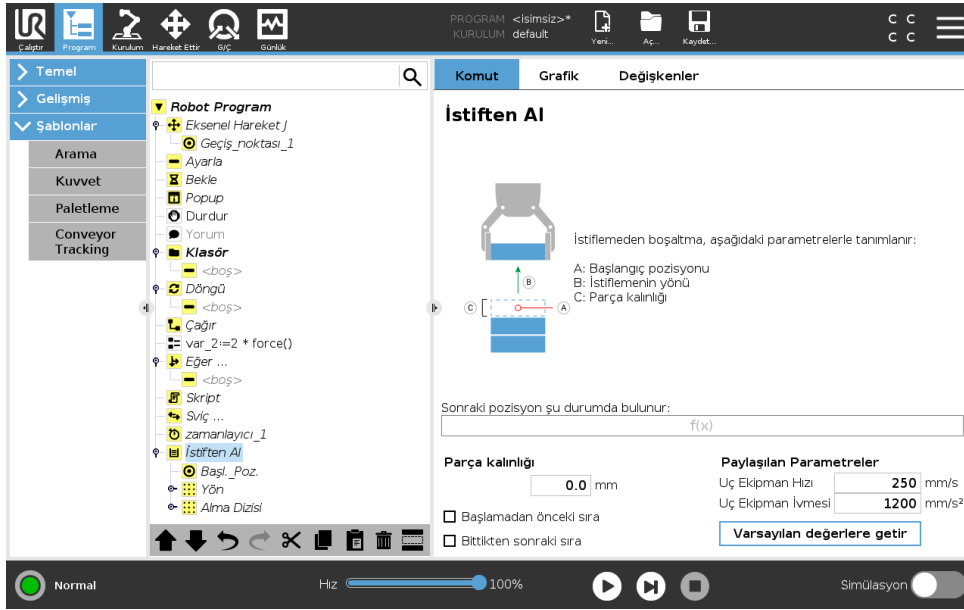 UR
Çalıştır
Program
Kurulum
Hareket Ettir
G/Ç
Günlük
PROGRAM <isimsiz>*
KURULUM default
Yeni...
Aç...
Kaydet...
C C
C C
Temel
Gelişmiş
Şablonlar
Arama
Kuvvet
Paletleme
Conveyor
Tracking
Robot Program
Eksenel Hareket J
Geçiş_noktası_1
Ayarla
Bekle
Popup
Durdur
Yorum
Klasör
<boş>
Döngü
<boş>
Çağır
var_2≔2 * force()
Eğer ...
<boş>
Skript
Sviç ...
zamanlayıcı_1
İstiften Al
Başl._Poz.
Yön
Alma Dizisi
Komut
Grafik
Değişkenler
İstiften Al
B
C
A
İstiflemeden boşaltma, aşağıdaki parametrelerle tanımlanır:
A: Başlangıç pozisyonu
B: İstiflemenin yönü
C: Parça kalınlığı
Sonraki pozisyon şu durumda bulunur:
f(x)
Parça kalınlığı
0.0 mm
Başlamadan önceki sıra
Bittikten sonraki sıra
Paylaşılan Parametreler
Uç Ekipman Hızı 250 mm/s
Uç Ekipman İvmesi 1200 mm/s²
Varsayılan değerlere getir
Normal
Hız
100%
Simülasyon